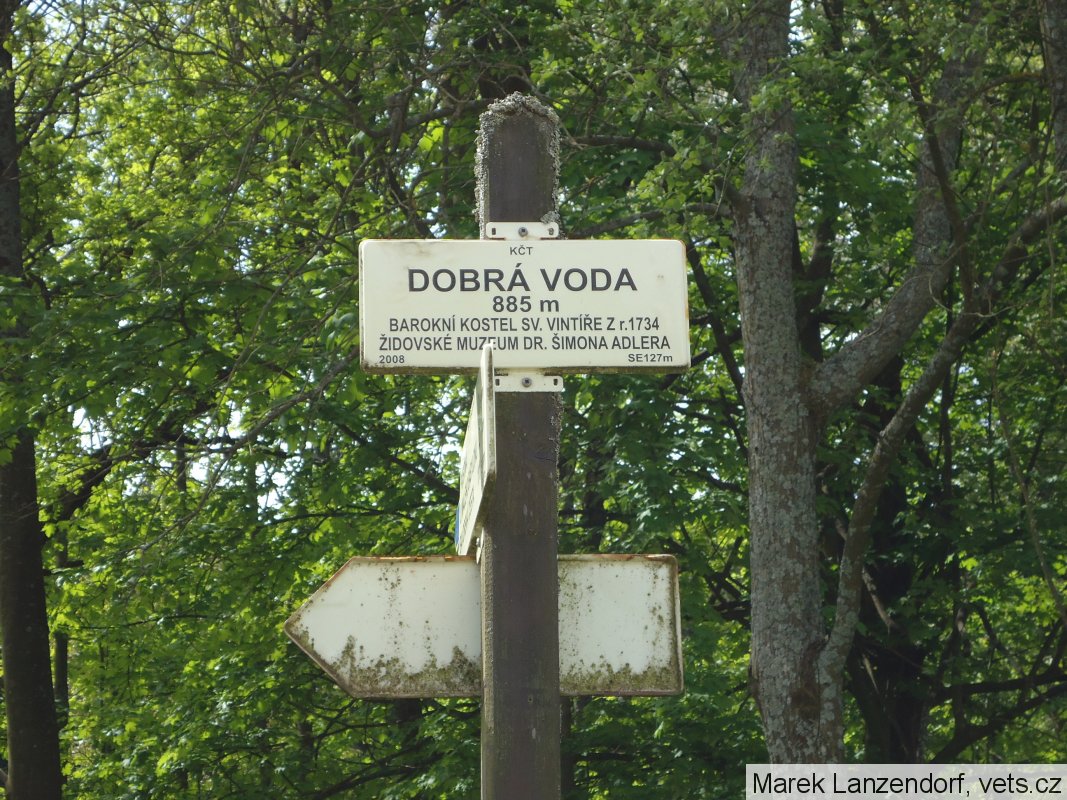 KČT
DOBRÁ VODA
885 m
BAROKNÍ KOSTEL SV. VINTÍŘE Z r.1734
ŽIDOVSKÉ MUZEUM DR. ŠIMONA ADLERA
2008 SE127m
Marek Lanzendorf, vets.cz